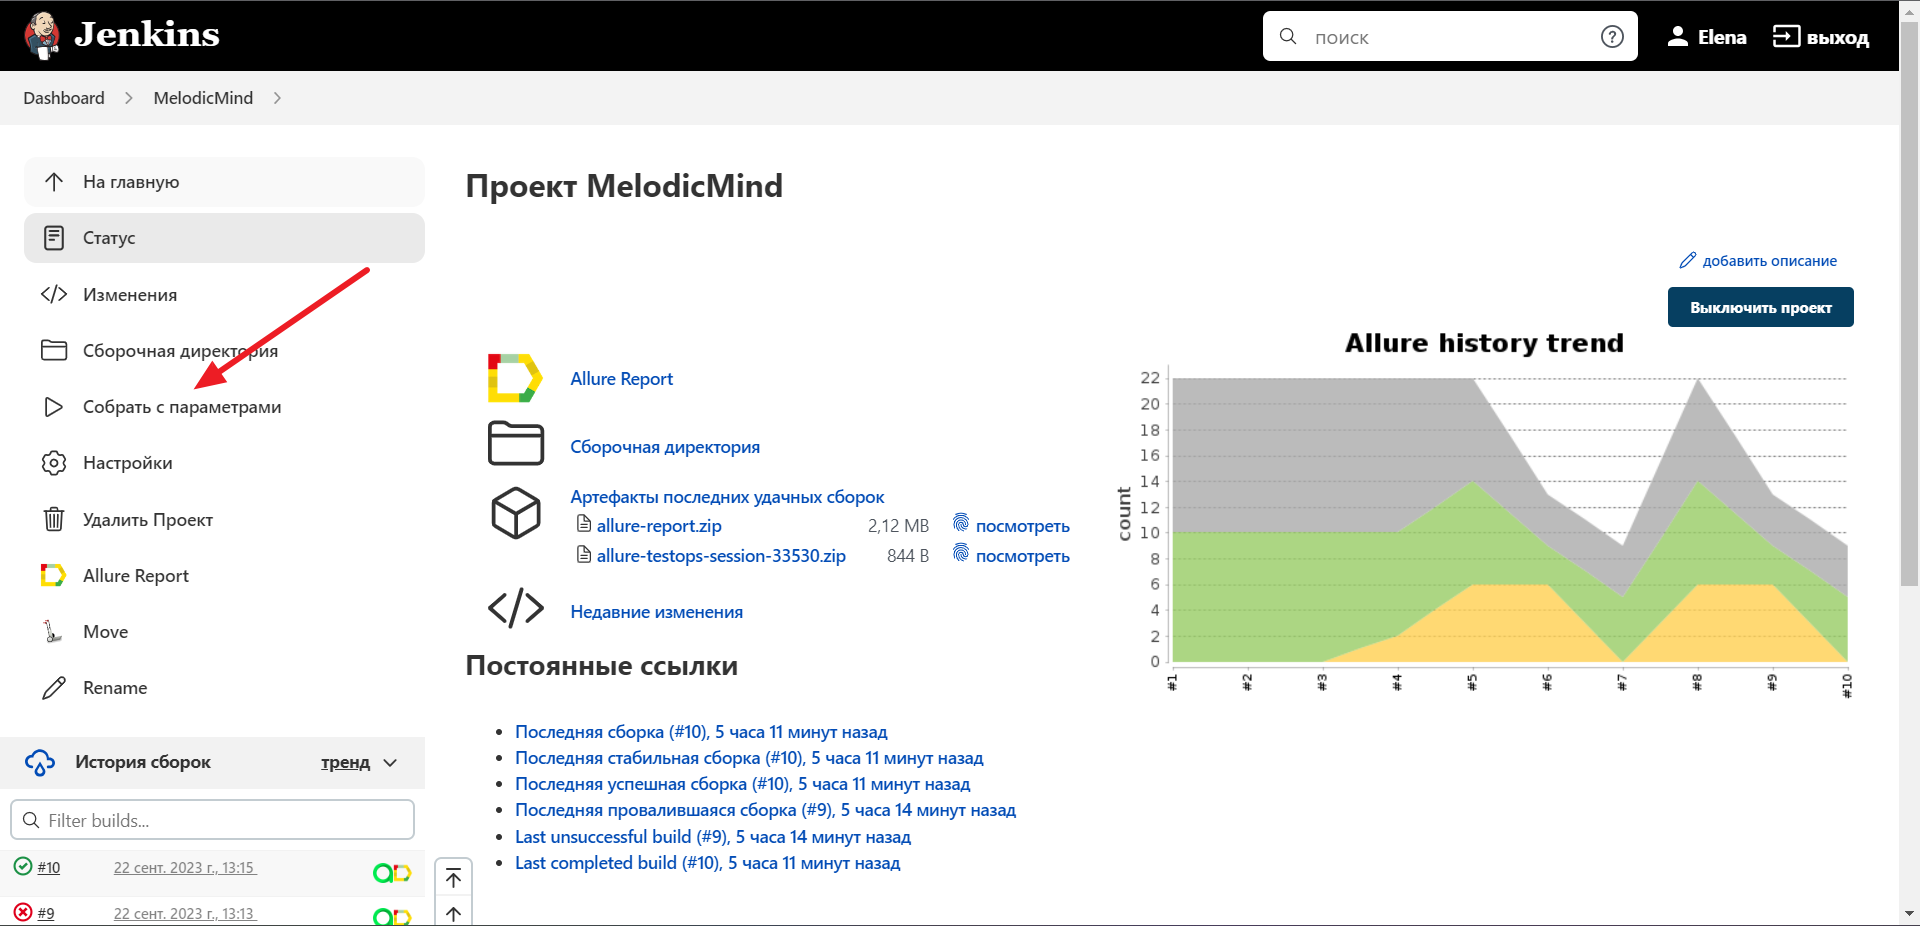 Jenkins
поиск
Elena
выход
Dashboard
MelodicMind
На главную
Статус
Изменения
Сборочная директория
Собрать с параметрами
Настройки
Удалить Проект
Allure Report
Move
Rename
История сборок
тренд
Filter builds...
#10
22 сент. 2023 г., 13:15
#9
22 сент. 2023 г., 13:13
Проект MelodicMind
добавить описание
Выключить проект
Allure Report
Сборочная директория
Артефакты последних удачных сборок
allure-report.zip 2,12 MB посмотреть
allure-testops-session-33530.zip 844 B посмотреть
Недавние изменения
Постоянные ссылки
Последняя сборка (#10), 5 часа 11 минут назад
Последняя стабильная сборка (#10), 5 часа 11 минут назад
Последняя успешная сборка (#10), 5 часа 11 минут назад
Последняя провалившаяся сборка (#9), 5 часа 14 минут назад
Last unsuccessful build (#9), 5 часа 14 минут назад
Last completed build (#10), 5 часа 11 минут назад
Allure history trend
count
22
20
18
16
14
12
10
8
6
4
2
0
#1
#2
#3
#4
#5
#6
#7
#8
#9
#10